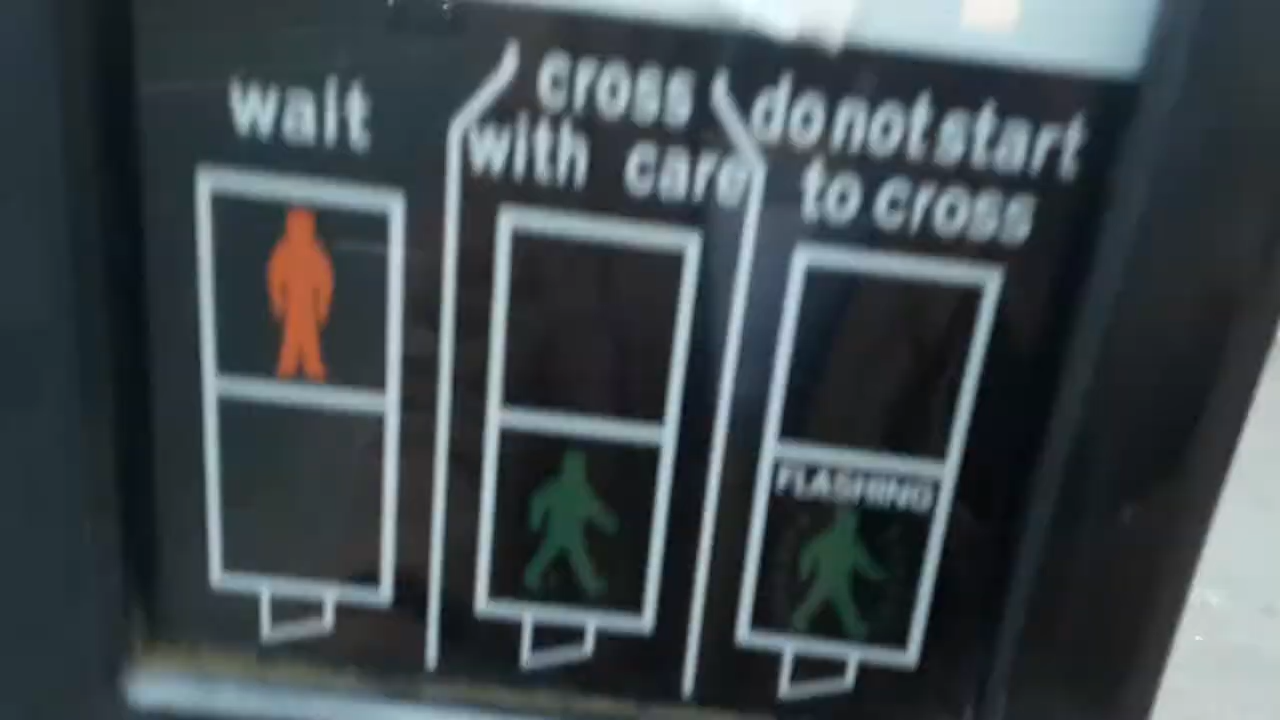 wait
cross
with care
do not start
to cross
FLASHING